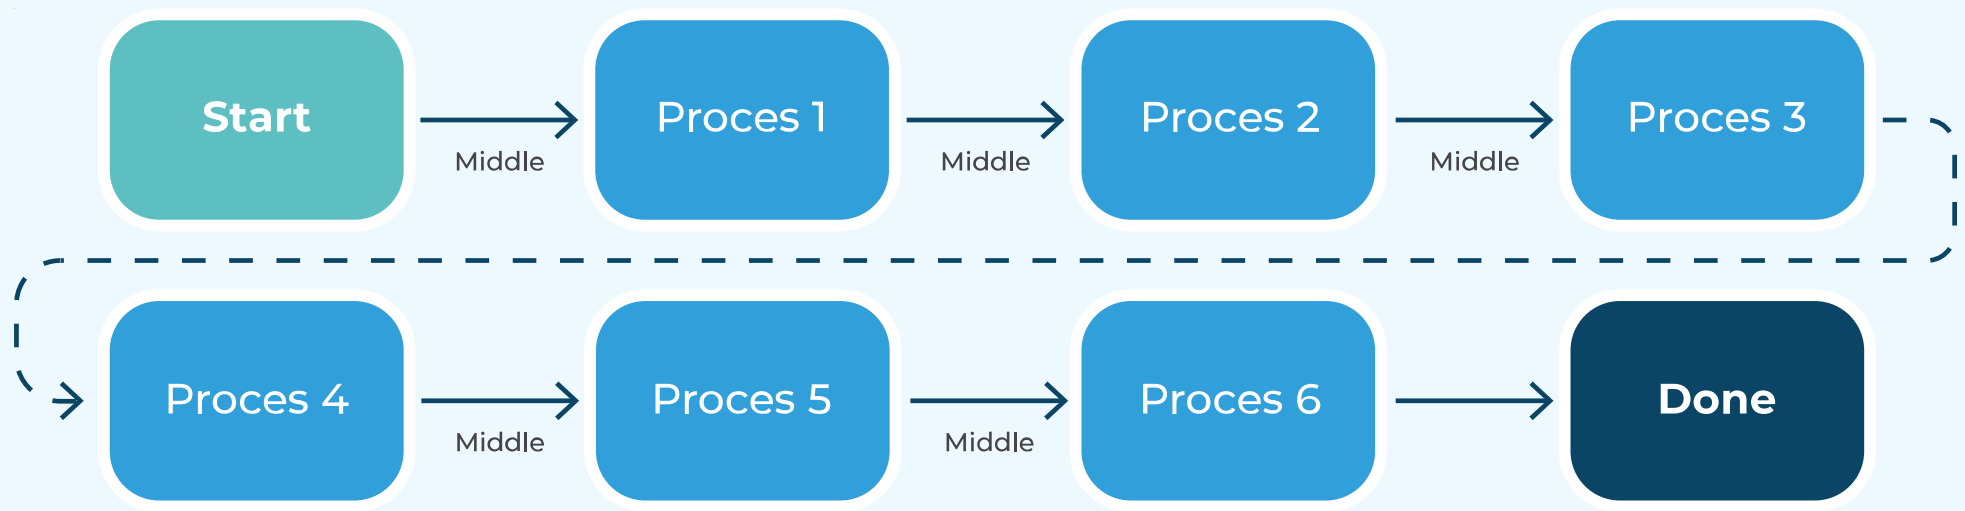 Start
Middle
Proces 1
Middle
Proces 2
Middle
Proces 3
Proces 4
Middle
Proces 5
Middle
Proces 6
Done